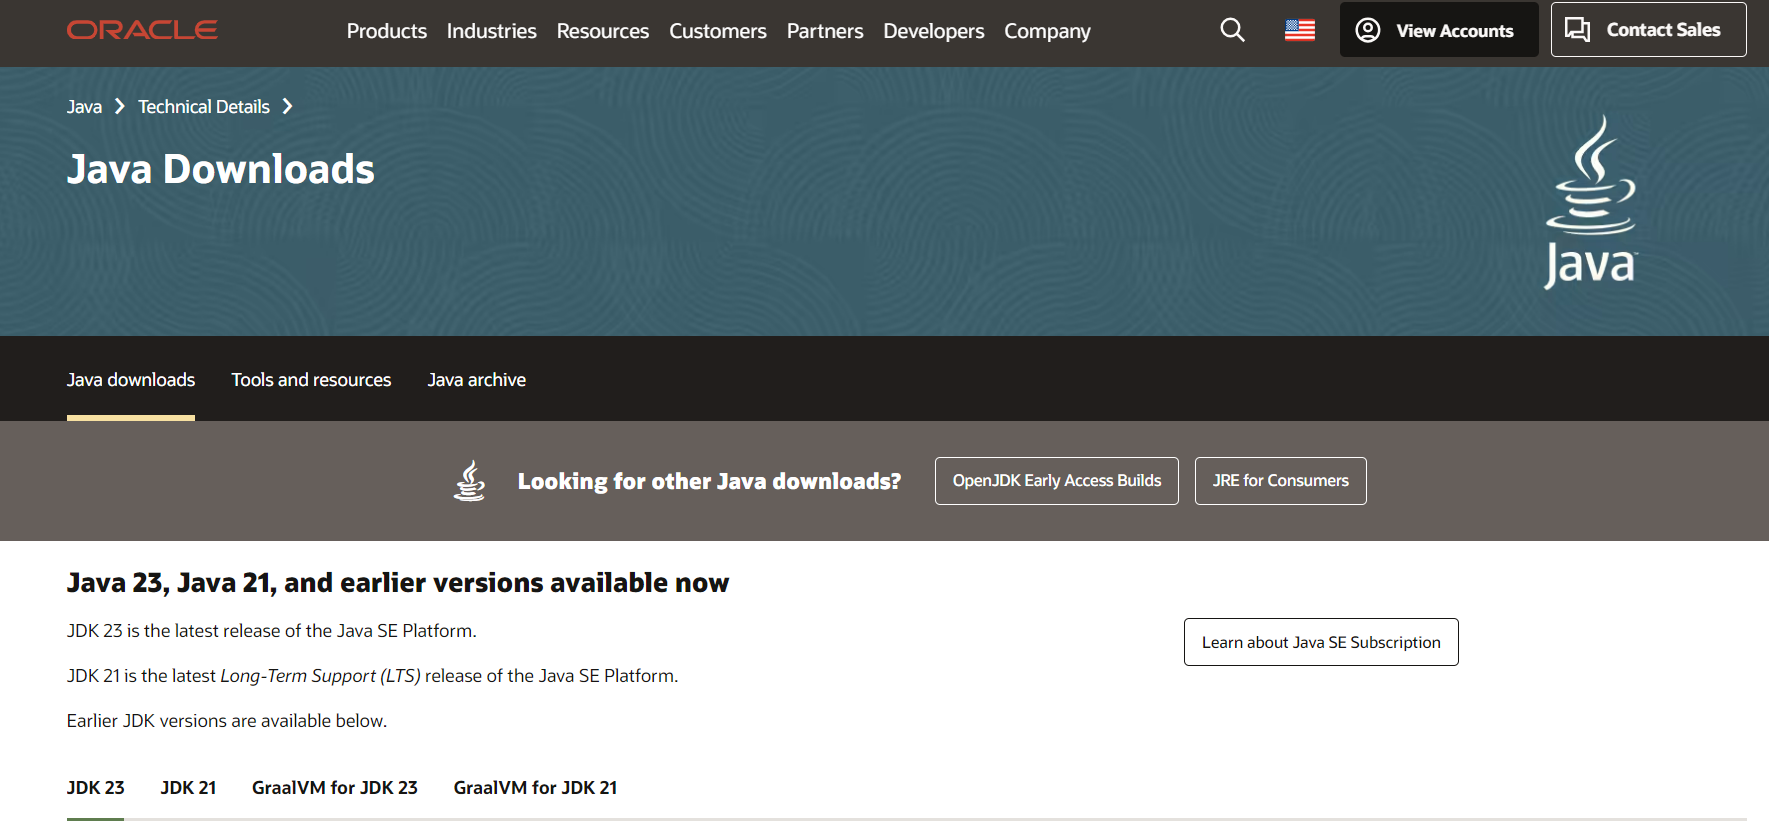 ORACLE Products Industries Resources Customers Partners Developers Company View Accounts Contact Sales
Java Technical Details
Java Downloads
Java
Java downloads Tools and resources Java archive
Looking for other Java downloads? OpenJDK Early Access Builds JRE for Consumers
Java 23, Java 21, and earlier versions available now
JDK 23 is the latest release of the Java SE Platform.
Learn about Java SE Subscription
JDK 21 is the latest Long-Term Support (LTS) release of the Java SE Platform.
Earlier JDK versions are available below.
JDK 23 JDK 21 GraalVM for JDK 23 GraalVM for JDK 21